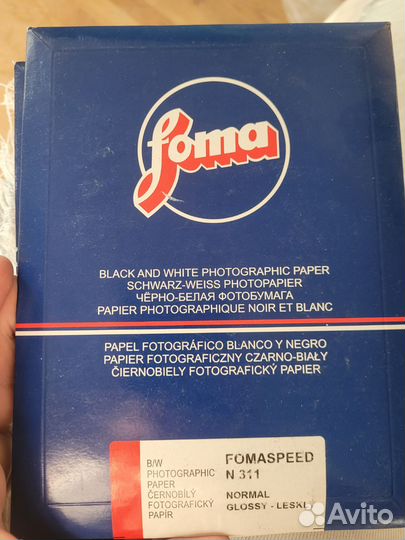 foma
BLACK AND WHITE PHOTOGRAPHIC PAPER
SCHWARZ-WEISS PHOTOPAPIER
ЧЁРНО-БЕЛАЯ ФОТОБУМАГА
PAPIER PHOTOGRAPHIQUE NOIR ET BLANC
PAPEL FOTOGRÁFICO BLANCO Y NEGRO
PAPIER FOTOGRAFICZNY CZARNO-BIAŁY
ČIERNOBIELY FOTOGRAFICKÝ PAPIER
B/W
PHOTOGRAPHIC
PAPER
ČERNOBÍLÝ
FOTOGRAFICKÝ
PAPÍR
FOMASPEED
N 311
NORMAL
GLOSSY - LESKL
Avito